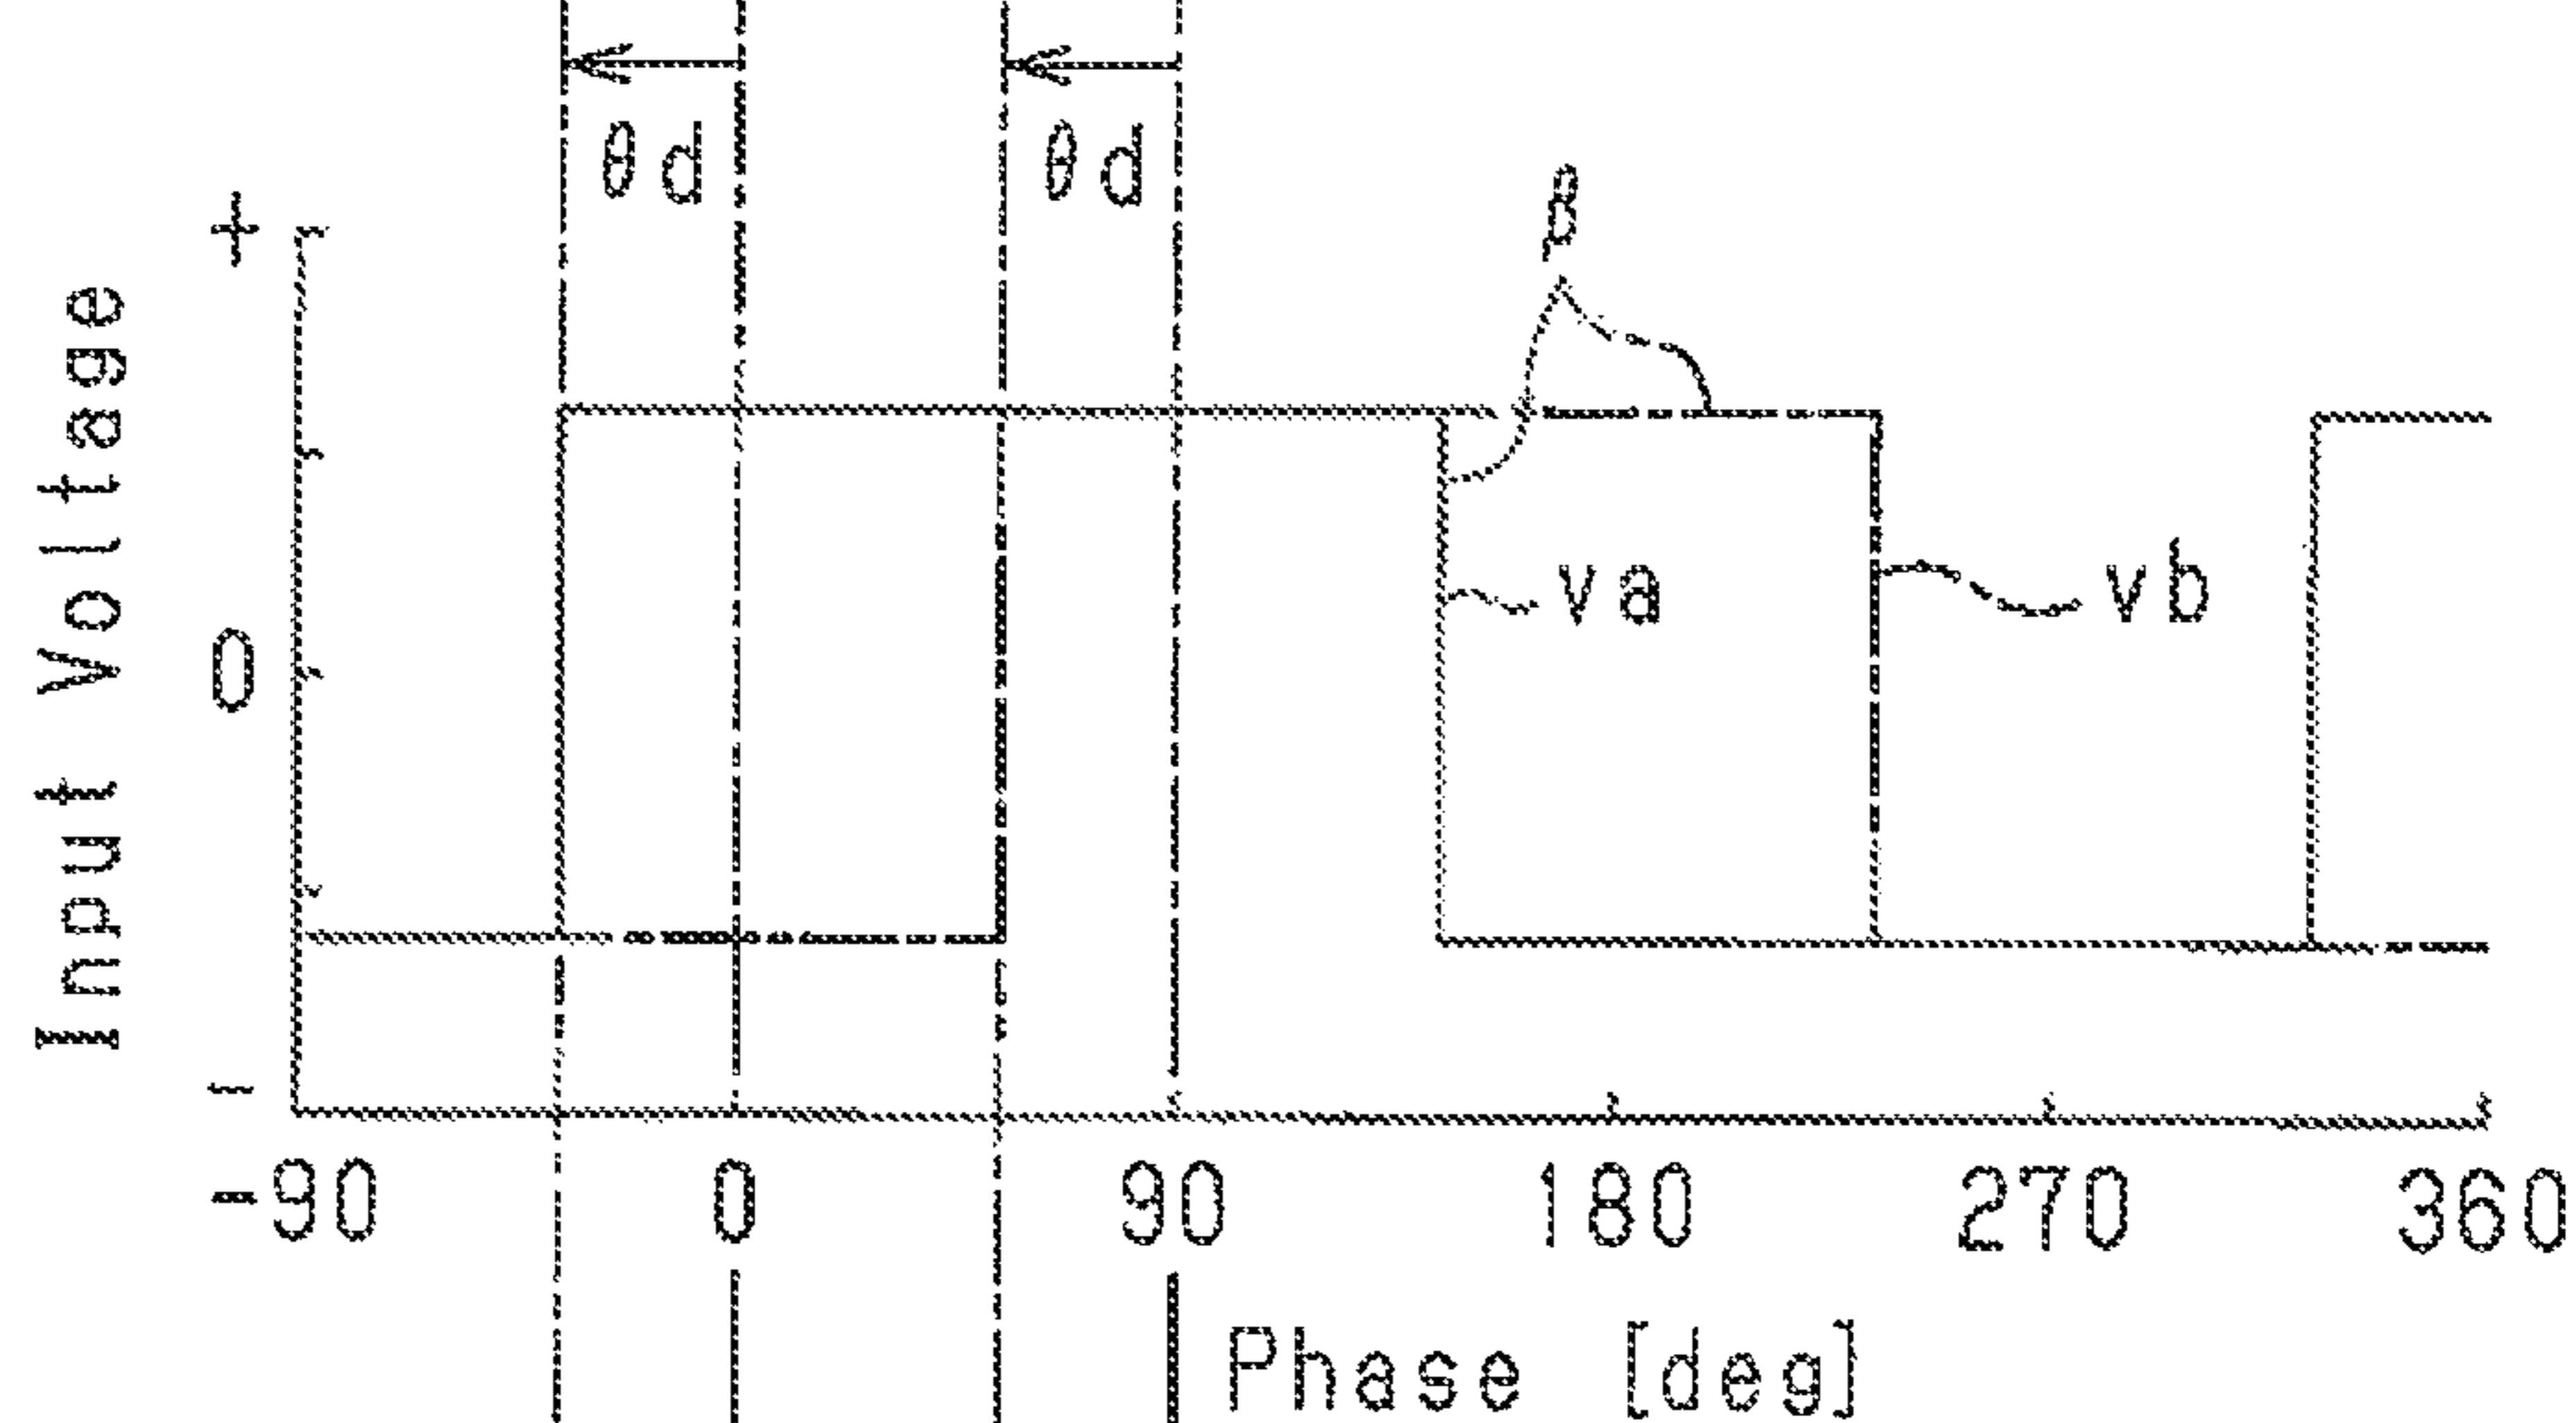 θd θd
β
+
Input Voltage
0
va vb
-
-90 0 90 180 270 360
Phase [deg]